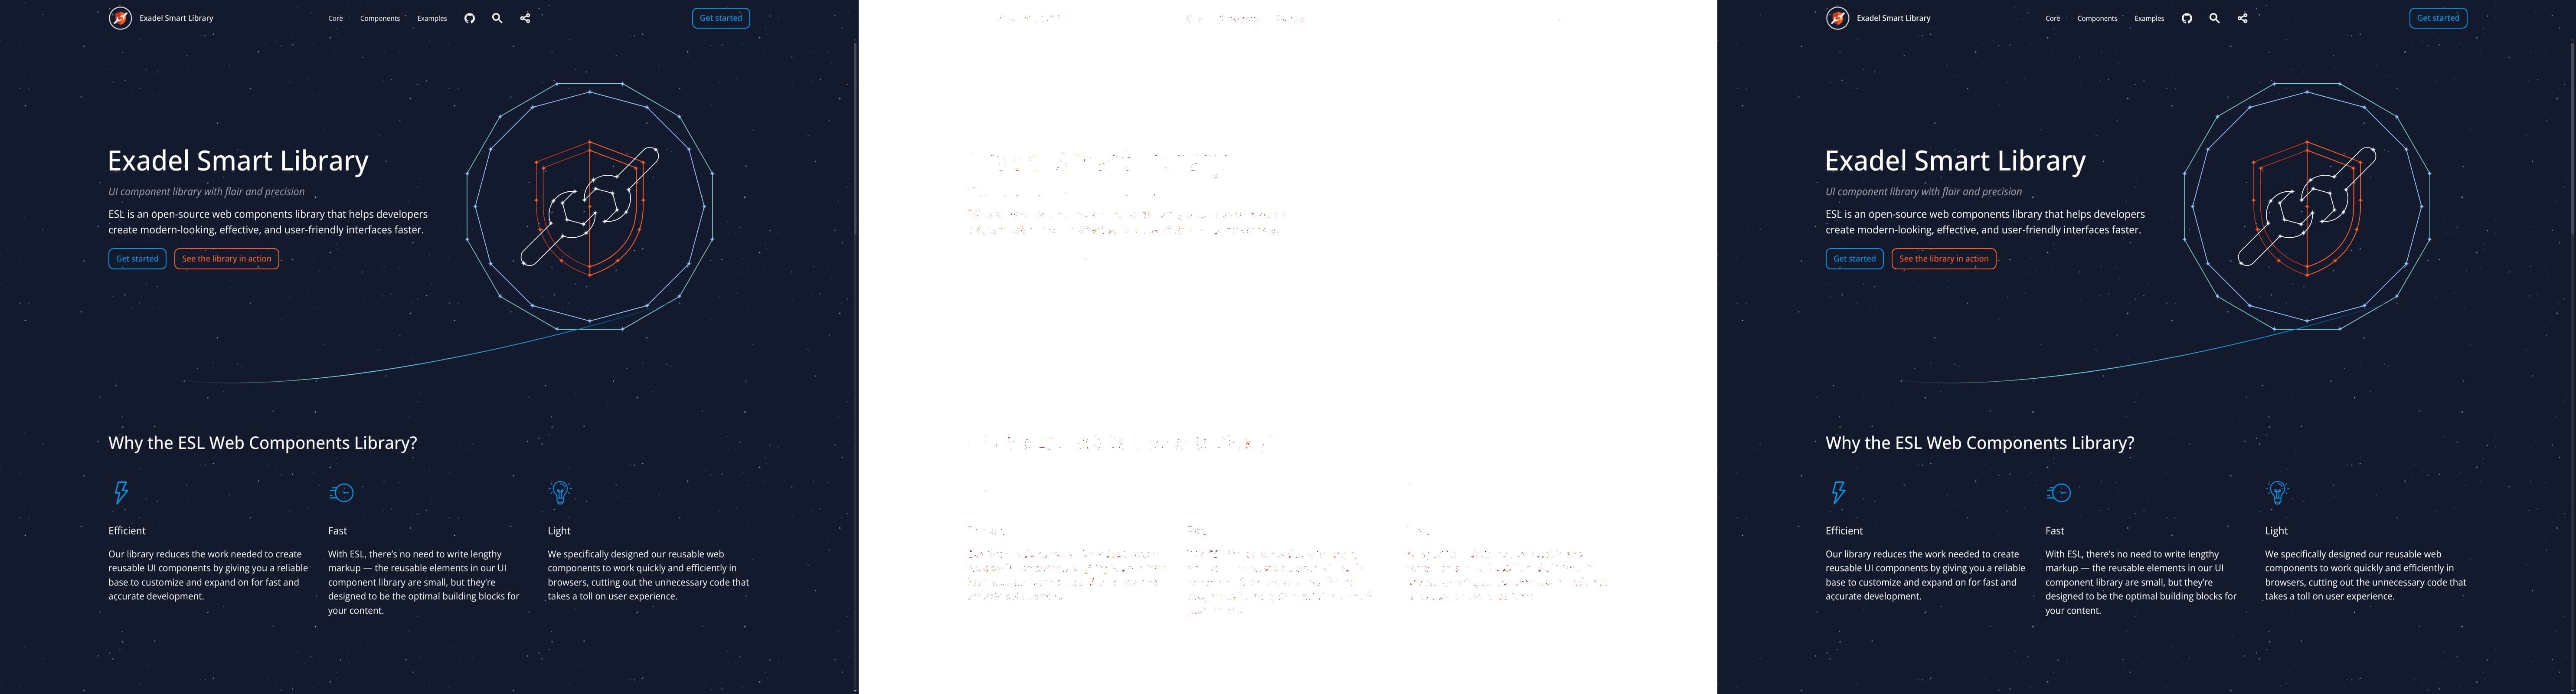 Exadel Smart Library
Core Components Examples
Get started
Exadel Smart Library
UI component library with flair and precision
ESL is an open-source web components library that helps developers
create modern-looking, effective, and user-friendly interfaces faster.
Get started See the library in action
Why the ESL Web Components Library?
Efficient
Our library reduces the work needed to create
reusable UI components by giving you a reliable
base to customize and expand on for fast and
accurate development.
Fast
With ESL, there’s no need to write lengthy
markup — the reusable elements in our UI
component library are small, but they’re
designed to be the optimal building blocks for
your content.
Light
We specifically designed our reusable web
components to work quickly and efficiently in
browsers, cutting out the unnecessary code that
takes a toll on user experience.
Exadel Smart Library
Core Components Examples
Get started
Exadel Smart Library
UI component library with flair and precision
ESL is an open-source web components library that helps developers
create modern-looking, effective, and user-friendly interfaces faster.
Get started See the library in action
Why the ESL Web Components Library?
Efficient
Our library reduces the work needed to create
reusable UI components by giving you a reliable
base to customize and expand on for fast and
accurate development.
Fast
With ESL, there’s no need to write lengthy
markup — the reusable elements in our UI
component library are small, but they’re
designed to be the optimal building blocks for
your content.
Light
We specifically designed our reusable web
components to work quickly and efficiently in
browsers, cutting out the unnecessary code that
takes a toll on user experience.